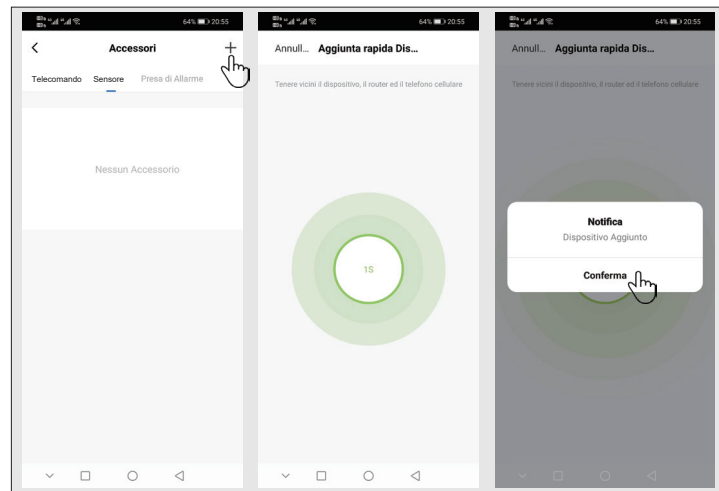 64% 20:55
Accessori
Telecomando Sensore Presa di Allarme
Nessun Accessorio
64% 20:55
Annull... Aggiunta rapida Dis...
Tenere vicini il dispositivo, il router ed il telefono cellulare
1S
64% 20:55
Annull... Aggiunta rapida Dis...
Tenere vicini il dispositivo, il router ed il telefono cellulare
Notifica
Dispositivo Aggiunto
Conferma